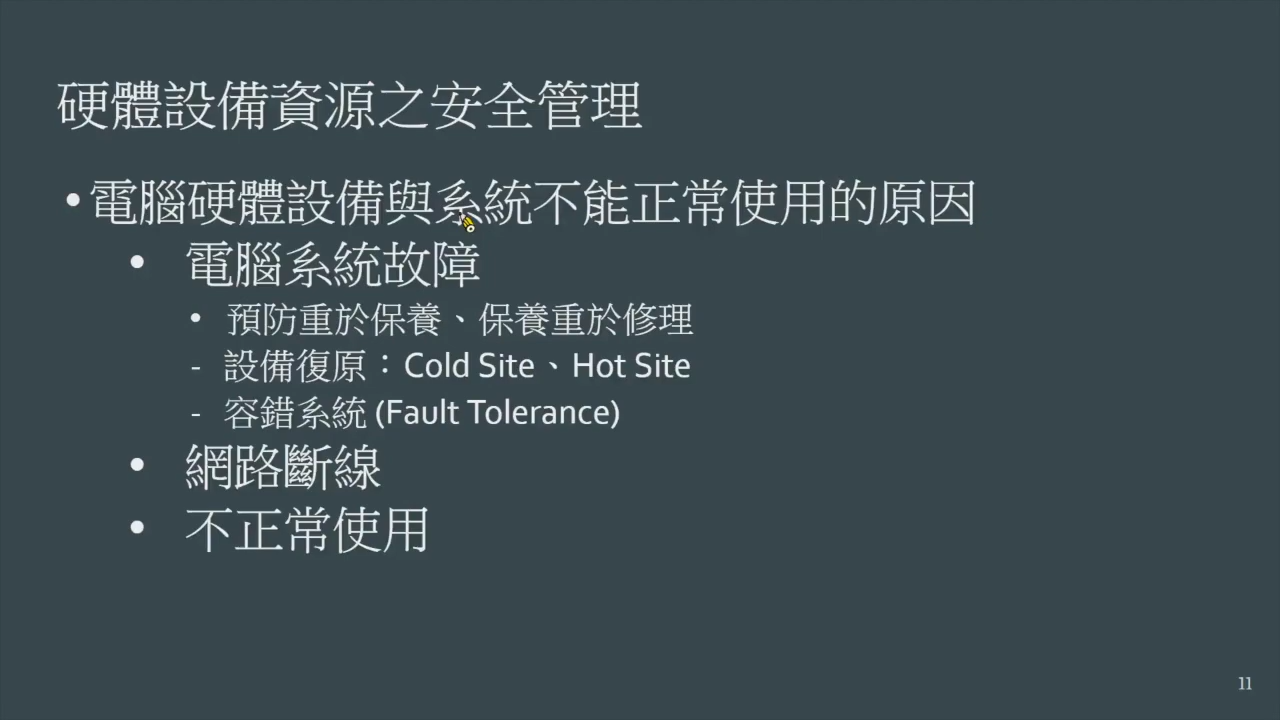 硬體設備資源之安全管理
•電腦硬體設備與系統不能正常使用的原因
• 電腦系統故障
• 預防重於保養、保養重於修理
- 設備復原：Cold Site、Hot Site
- 容錯系統 (Fault Tolerance)
• 網路斷線
• 不正常使用
11